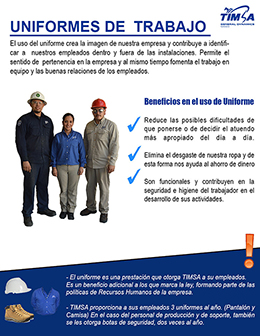 TIMSA
UNIFORMES DE TRABAJO
El uso del uniforme crea la imagen de nuestra empresa y contribuye a identifi-
car a nuestros empleados dentro y fuera de las instalaciones. Permite el
sentido de pertenencia en la empresa y al mismo tiempo fomenta el trabajo en
equipo y las buenas relaciones de los empleados.
Beneficios en el uso de Uniforme
Reduce las posibles dificultades de
que ponerse o de decidir el atuendo
más apropiado del día a día.
Elimina el desgaste de nuestra ropa y de
esta forma nos ayuda al ahorro de dinero
Son funcionales y contribuyen en la
seguridad e higiene del trabajador en el
desarrollo de sus actividades.
- El uniforme es una prestación que otorga TIMSA a su empleados.
Es un beneficio adicional a los que marca la ley, formando parte de las
políticas de Recursos Humanos de la empresa.
- TIMSA proporciona a sus empleados 3 uniformes al año. (Pantalón y
Camisa) En el caso del personal de producción y de soporte, también
se les otorga botas de seguridad, dos veces al año.